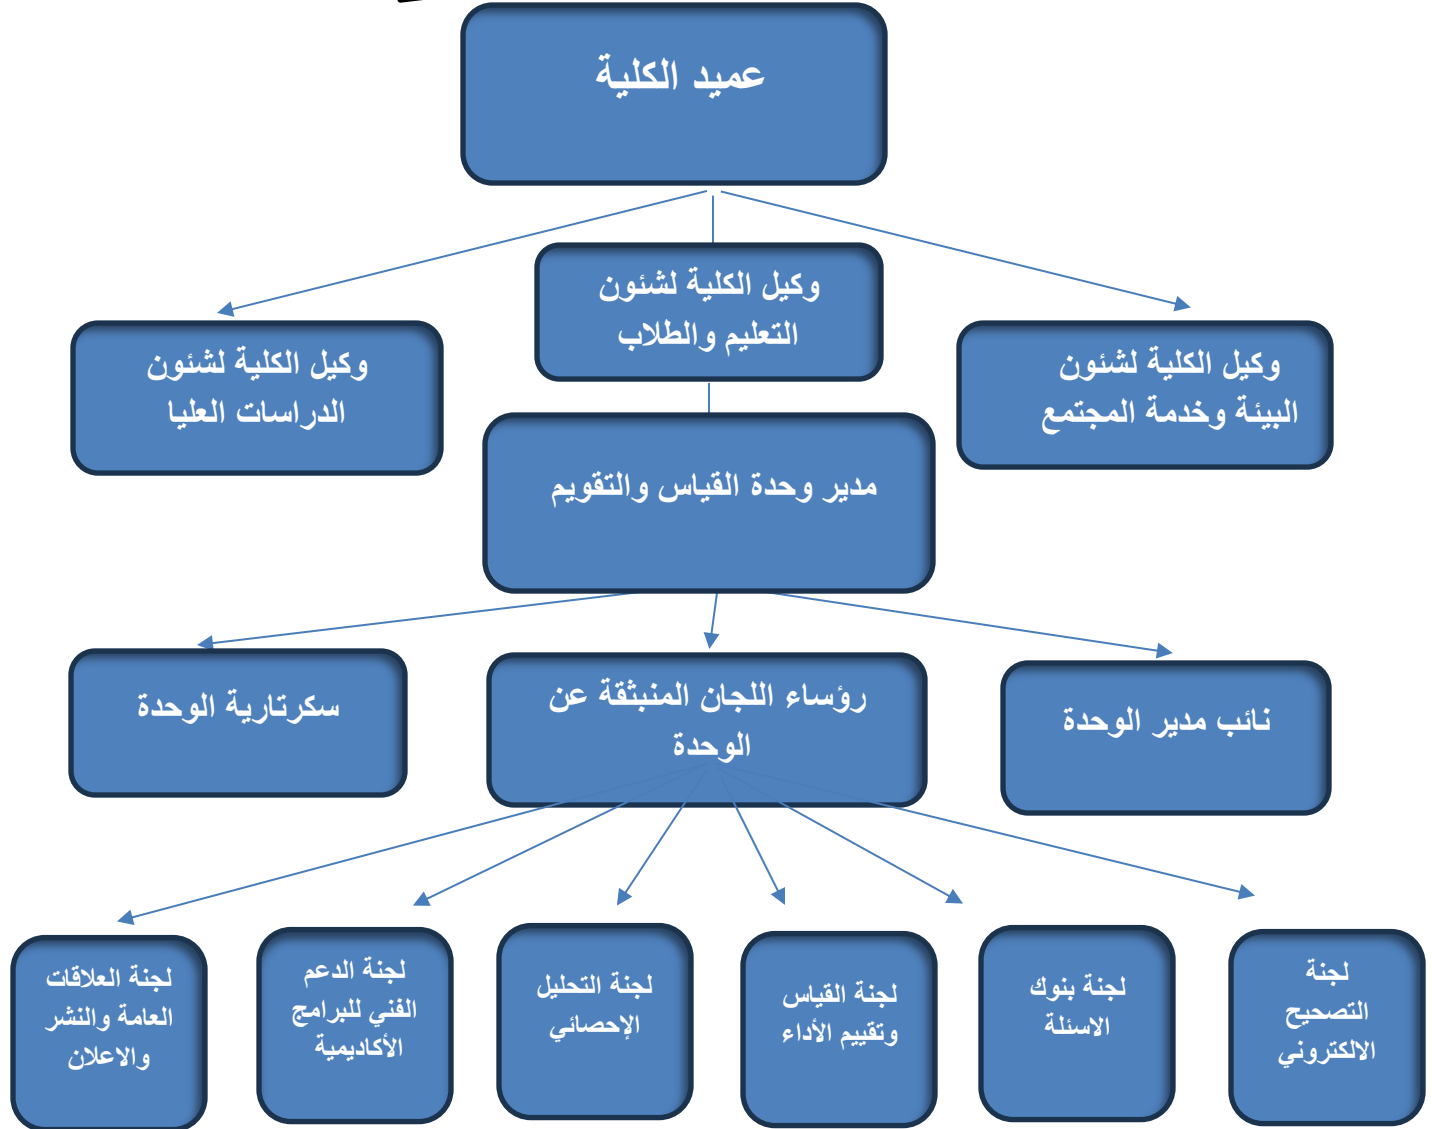 عميد الكلية
وكيل الكلية لشئون
البيئة وخدمة المجتمع
وكيل الكلية لشئون
التعليم والطلاب
وكيل الكلية لشئون
الدراسات العليا
مدير وحدة القياس والتقويم
نائب مدير الوحدة
رؤساء اللجان المنبثقة عن
الوحدة
سكرتارية الوحدة
لجنة
التصحيح
الالكتروني
لجنة بنوك
الاسئلة
لجنة القياس
وتقييم الأداء
لجنة التحليل
الإحصائي
لجنة الدعم
الفني للبرامج
الأكاديمية
لجنة العلاقات
العامة والنشر
والاعلان